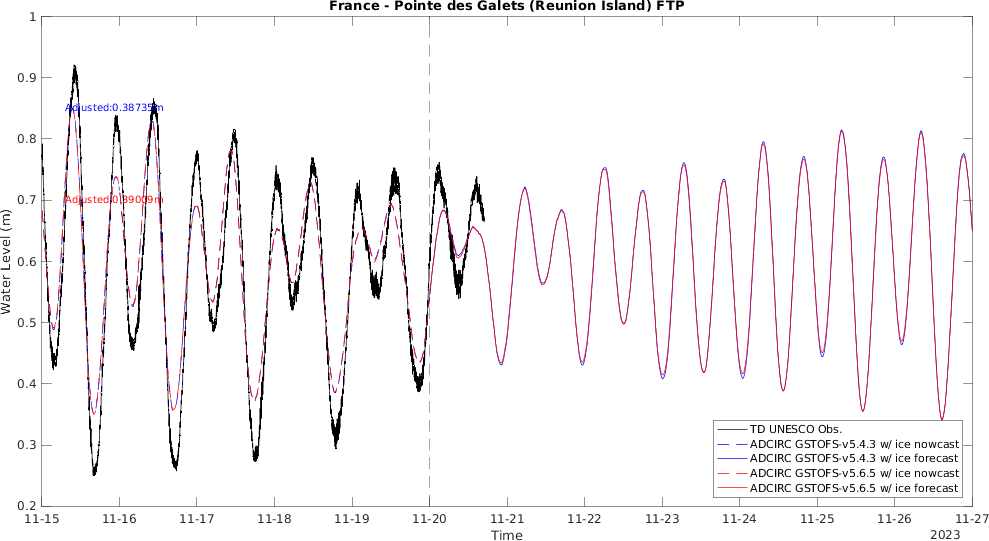 France - Pointe des Galets (Reunion Island) FTP
Water Level (m)
1
0.9
0.8
0.7
0.6
0.5
0.4
0.3
0.2
Adjusted:0.38735m
Adjusted:0.39009m
TD UNESCO Obs.
ADCIRC GSTOFS-v5.4.3 w/ ice nowcast
ADCIRC GSTOFS-v5.4.3 w/ ice forecast
ADCIRC GSTOFS-v5.6.5 w/ ice nowcast
ADCIRC GSTOFS-v5.6.5 w/ ice forecast
11-15 11-16 11-17 11-18 11-19 11-20 11-21 11-22 11-23 11-24 11-25 11-26 11-27
Time
2023